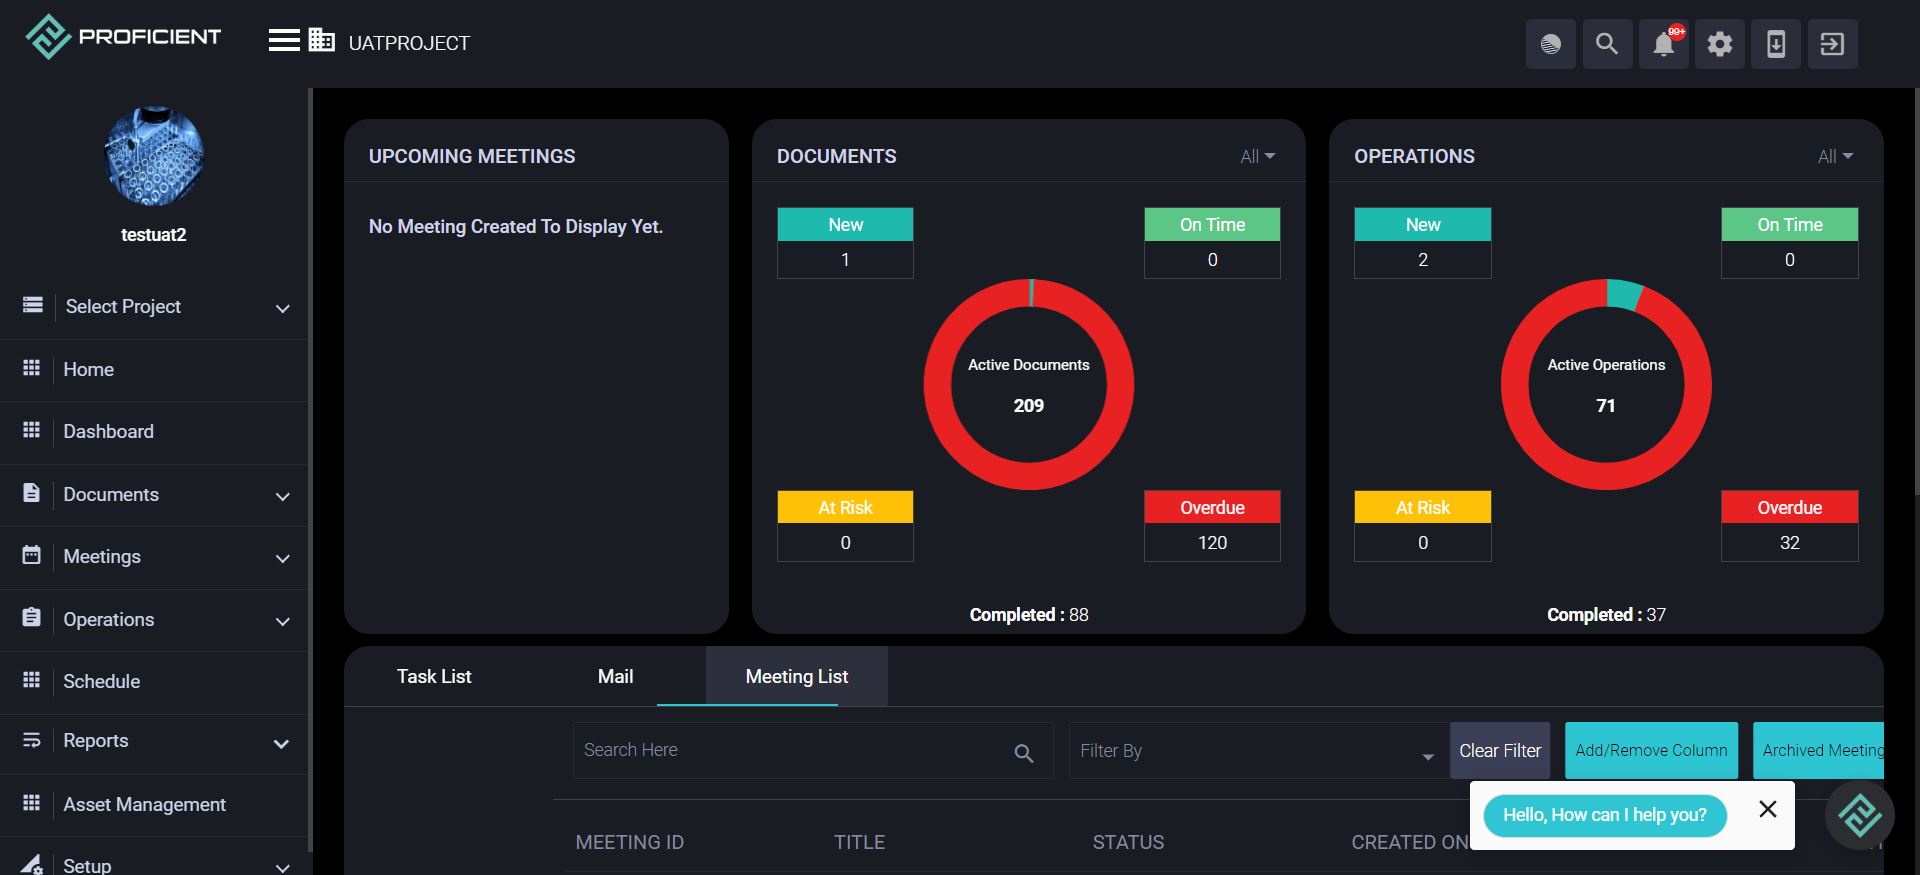 PROFICIENT
UATPROJECT
99+
testuat2
Select Project
Home
Dashboard
Documents
Meetings
Operations
Schedule
Reports
Asset Management
Setup
UPCOMING MEETINGS
No Meeting Created To Display Yet.
DOCUMENTS
All
New
1
On Time
0
Active Documents
209
At Risk
0
Overdue
120
Completed : 88
OPERATIONS
All
New
2
On Time
0
Active Operations
71
At Risk
0
Overdue
32
Completed : 37
Task List
Mail
Meeting List
Search Here
Filter By
Clear Filter
Add/Remove Column
Archived Meeting
MEETING ID
TITLE
STATUS
CREATED ON
Hello, How can I help you?